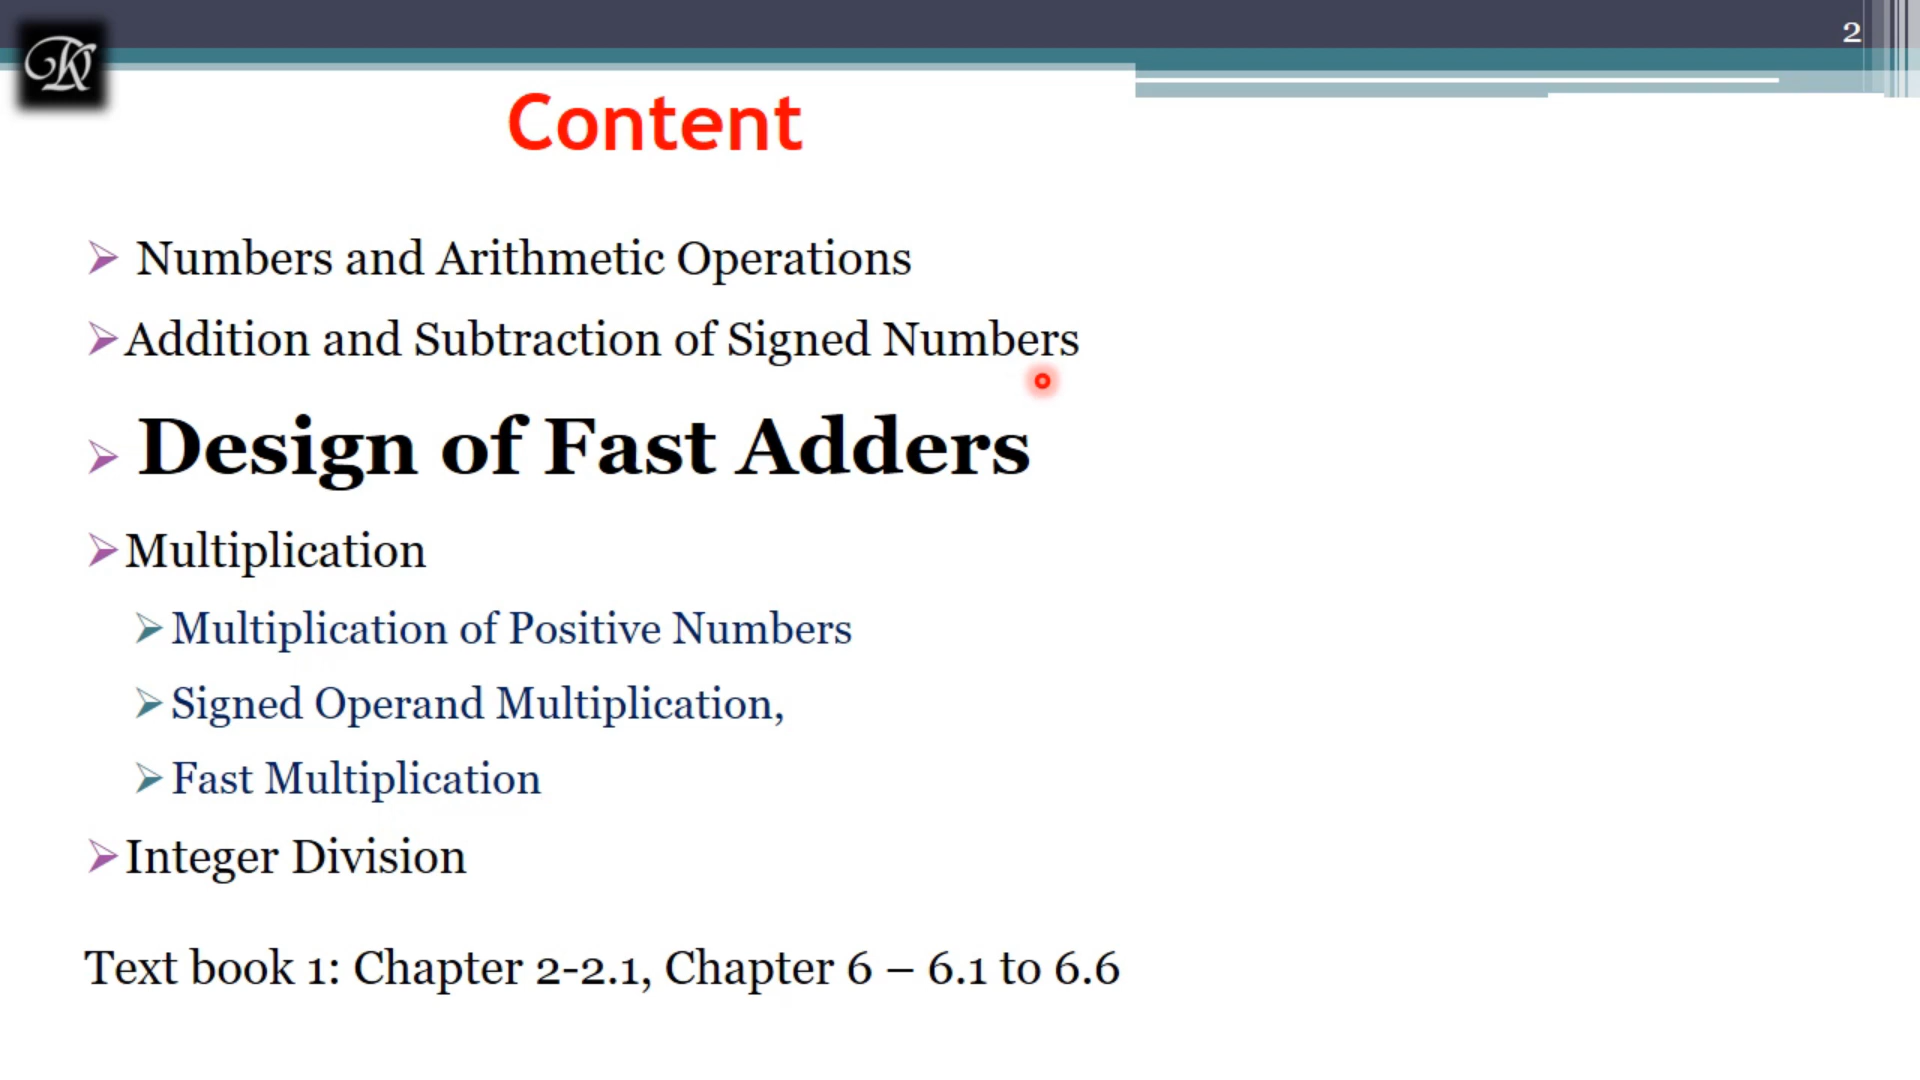 2
Content
Numbers and Arithmetic Operations
Addition and Subtraction of Signed Numbers
Design of Fast Adders
Multiplication
Multiplication of Positive Numbers
Signed Operand Multiplication,
Fast Multiplication
Integer Division
Text book 1: Chapter 2-2.1, Chapter 6 – 6.1 to 6.6